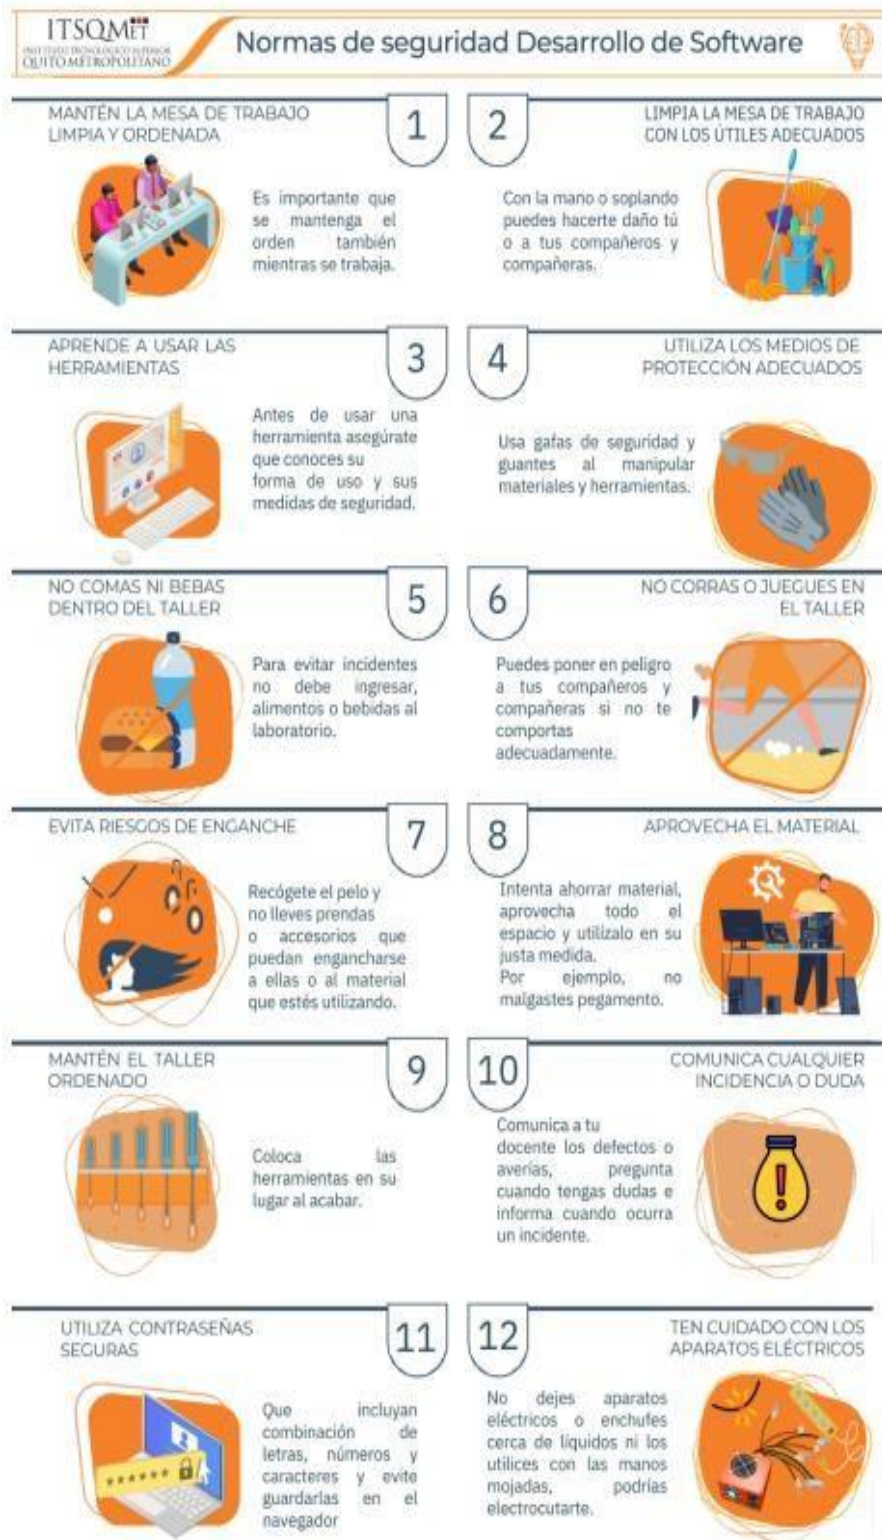 ITSQMET
INSTITUTO TECNOLÓGICO SUPERIOR
QUITO METROPOLITANO
Normas de seguridad Desarrollo de Software
MANTÉN LA MESA DE TRABAJO
LIMPIA Y ORDENADA
1
Es importante que
se mantenga el
orden también
mientras se trabaja.
2
LIMPIA LA MESA DE TRABAJO
CON LOS ÚTILES ADECUADOS
Con la mano o soplando
puedes hacerte daño tú
o a tus compañeros y
compañeras.
APRENDE A USAR LAS
HERRAMIENTAS
3
Antes de usar una
herramienta asegúrate
que conoces su
forma de uso y sus
medidas de seguridad.
4
UTILIZA LOS MEDIOS DE
PROTECCIÓN ADECUADOS
Usa gafas de seguridad y
guantes al manipular
materiales y herramientas.
NO COMAS NI BEBAS
DENTRO DEL TALLER
5
Para evitar incidentes
no debe ingresar,
alimentos o bebidas al
laboratorio.
6
NO CORRAS O JUEGUES EN
EL TALLER
Puedes poner en peligro
a tus compañeros y
compañeras si no te
comportas
adecuadamente.
EVITA RIESGOS DE ENGANCHE
7
Recógete el pelo y
no lleves prendas
o accesorios que
puedan engancharse
a ellas o al material
que estés utilizando.
8
APROVECHA EL MATERIAL
Intenta ahorrar material,
aprovecha todo el
espacio y utilízalo en su
justa medida.
Por ejemplo, no
malgastes pegamento.
MANTÉN EL TALLER
ORDENADO
9
Coloca las
herramientas en su
lugar al acabar.
10
COMUNICA CUALQUIER
INCIDENCIA O DUDA
Comunica a tu
docente los defectos o
averías, pregunta
cuando tengas dudas e
informa cuando ocurra
un incidente.
UTILIZA CONTRASEÑAS
SEGURAS
11
Que incluyan
combinación de
letras, números y
caracteres y evite
guardarlas en el
navegador
12
TEN CUIDADO CON LOS
APARATOS ELÉCTRICOS
No dejes aparatos
eléctricos o enchufes
cerca de líquidos ni los
utilices con las manos
mojadas, podrías
electrocutarte.